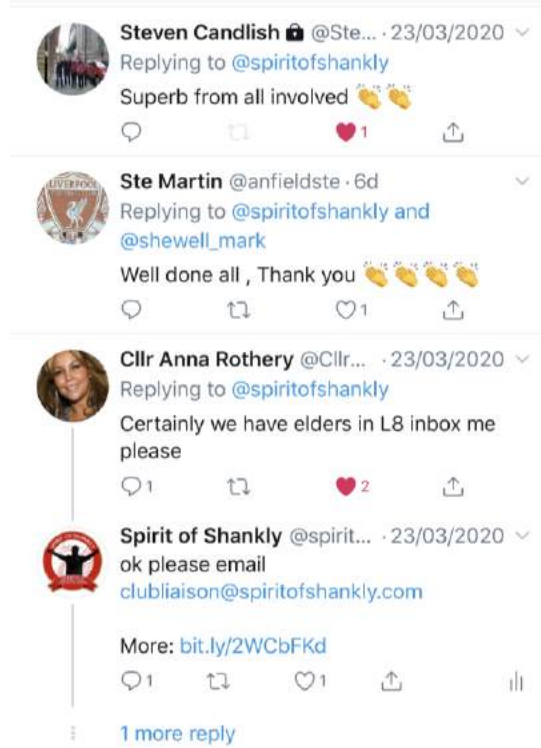 Steven Candlish @Ste... · 23/03/2020
Replying to @spiritofshankly
Superb from all involved 👏👏
1
Ste Martin @anfieldste · 6d
Replying to @spiritofshankly and
@shewell_mark
Well done all , Thank you 👏👏👏👏
1
LIVERPOOL
Cllr Anna Rothery @Cllr... · 23/03/2020
Replying to @spiritofshankly
Certainly we have elders in L8 inbox me
please
1 2
Spirit of Shankly @spirit... · 23/03/2020
ok please email
clubliaison@spiritofshankly.com
More: bit.ly/2WCbFKd
1 1
1 more reply